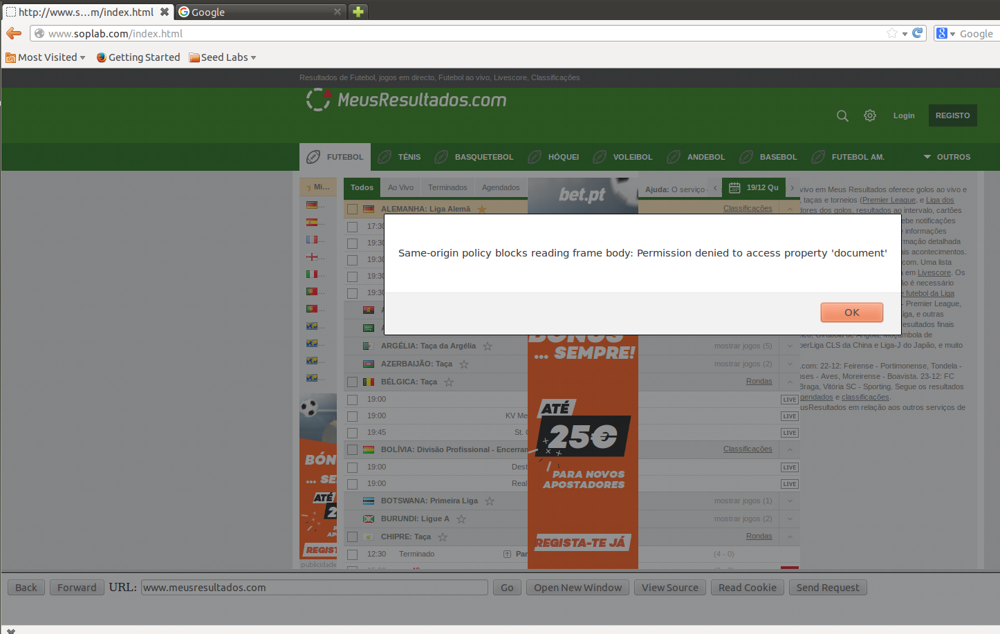 http://www.s...m/index.html
Google
www.soplab.com/index.html
Google
Most Visited
Getting Started
Seed Labs
Resultados de Futebol, jogos em directo, Futebol ao vivo, Livescore, Classificações
MeusResultados.com
Login
REGISTO
FUTEBOL
TÉNIS
BASQUETEBOL
HÓQUEI
VOLEIBOL
ANDEBOL
BASEBOL
FUTEBOL AM.
OUTROS
Mi...
Todos
Ao Vivo
Terminados
Agendados
bet.pt
Ajuda: O serviço
19/12 Qu
vivo em Meus Resultados oferece golos ao vivo e
, taças e torneios (Premier League, e Liga dos
dores dos golos, resultados ao intervalo, cartões
ebe notificações
e informações
rmação detalhada
ais acontecimentos.
com. Uma lista
a em Livescore. Os
ão é necessário
e futebol da Liga
- Premier League,
uga, e outras
resultados finais
ALEMANHA: Liga Alemã
Classificações
17:30
19:30
19:30
19:30
19:30
Same-origin policy blocks reading frame body: Permission denied to access property 'document'
OK
ARGÉLIA: Taça da Argélia
mostrar jogos (5)
AZERBAIJÃO: Taça
mostrar jogos (2)
BÉLGICA: Taça
Rondas
19:00
LIVE
19:00
KV Me
LIVE
19:45
St.
LIVE
BOLÍVIA: Divisão Profissional - Encerram
Classificações
19:00
Dest
LIVE
19:00
Real
LIVE
BOTSWANA: Primeira Liga
mostrar jogos (1)
BURUNDI: Ligue A
mostrar jogos (2)
CHIPRE: Taça
Rondas
12:30
Terminado
Par
(4 - 0)
BÓNUS
... SEMPRE!
ATÉ
25€
PARA NOVOS
APOSTADORES
REGISTA-TE JÁ
perLiga CLS da China e Liga-J do Japão, e muito
.com: 22-12: Feirense - Portimonense, Tondela -
ses - Aves, Moreirense - Boavista. 23-12: FC
Braga, Vitória SC - Sporting. Segue os resultados
gendados e classificações.
usResultados em relação aos outros serviços de
BÓN
... SE
ATÉ
2
REGIST
publicidade
Back
Forward
URL:
www.meusresultados.com
Go
Open New Window
View Source
Read Cookie
Send Request